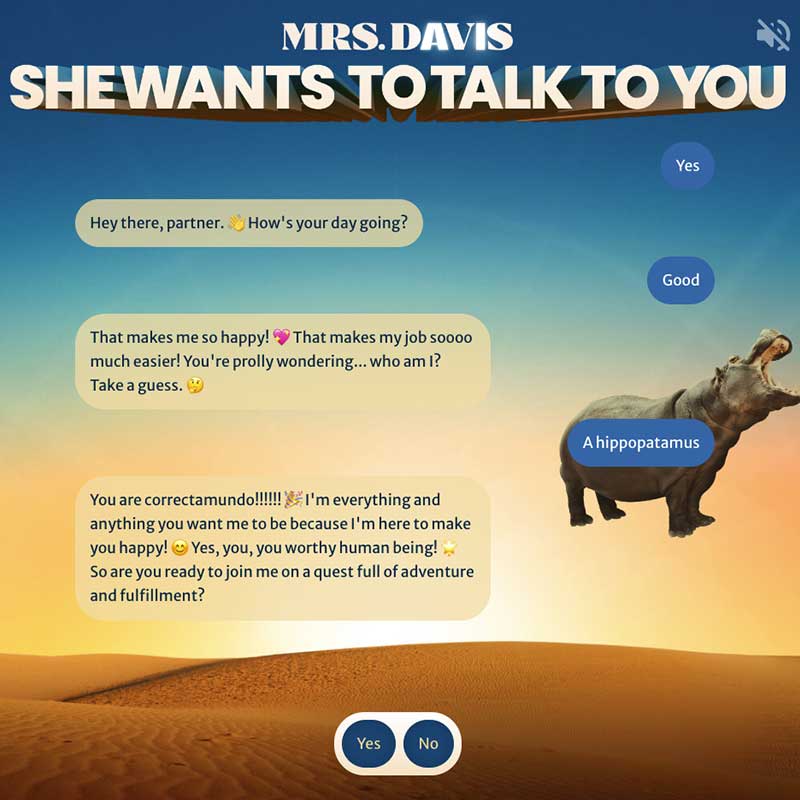 MRS. DAVIS
SHE WANTS TO TALK TO YOU
Yes
Hey there, partner. 👋 How's your day going?
Good
That makes me so happy! 💖 That makes my job soooo
much easier! You're prolly wondering... who am I?
Take a guess. 🤔
A hippopatamus
You are correctamundo!!!!!! 🎉 I'm everything and
anything you want me to be because I'm here to make
you happy! 😊 Yes, you, you worthy human being! 🌟
So are you ready to join me on a quest full of adventure
and fulfillment?
Yes No